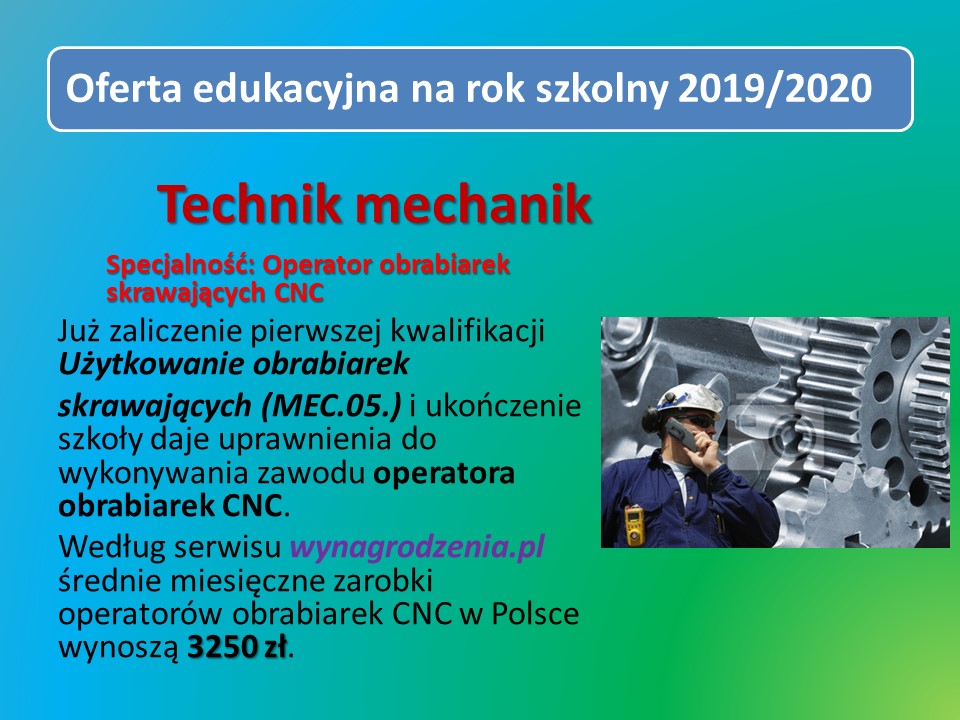 Oferta edukacyjna na rok szkolny 2019/2020
Technik mechanik
Specjalność: Operator obrabiarek
skrawających CNC
Już zaliczenie pierwszej kwalifikacji
Użytkowanie obrabiarek
skrawających (MEC.05.) i ukończenie
szkoły daje uprawnienia do
wykonywania zawodu operatora
obrabiarek CNC.
Według serwisu wynagrodzenia.pl
średnie miesięczne zarobki
operatorów obrabiarek CNC w Polsce
wynoszą 3250 zł.